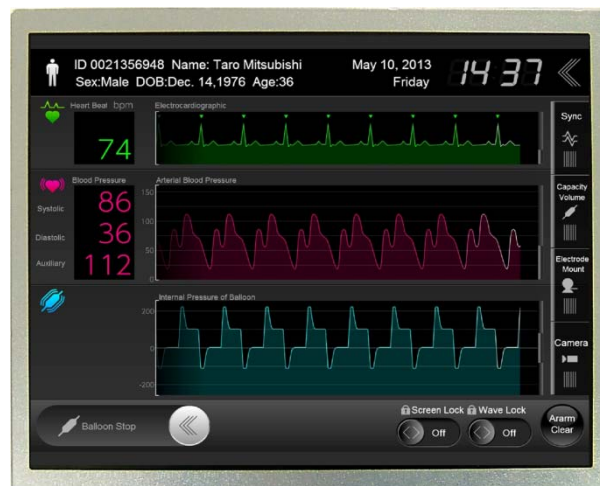 ID 0021356948 Name: Taro Mitsubishi
Sex:Male DOB:Dec. 14,1976 Age:36
May 10, 2013
Friday
14 37
Heart Beat bpm
74
Electrocardiographic
Sync
Blood Pressure
Systolic 86
Diastolic 36
Auxiliary 112
Arterial Blood Pressure
150
100
50
0
Capacity
Volume
Electrode
Mount
Internal Pressure of Balloon
200
0
-200
Camera
Balloon Stop
Screen Lock
Off
Wave Lock
Off
Ararm
Clear